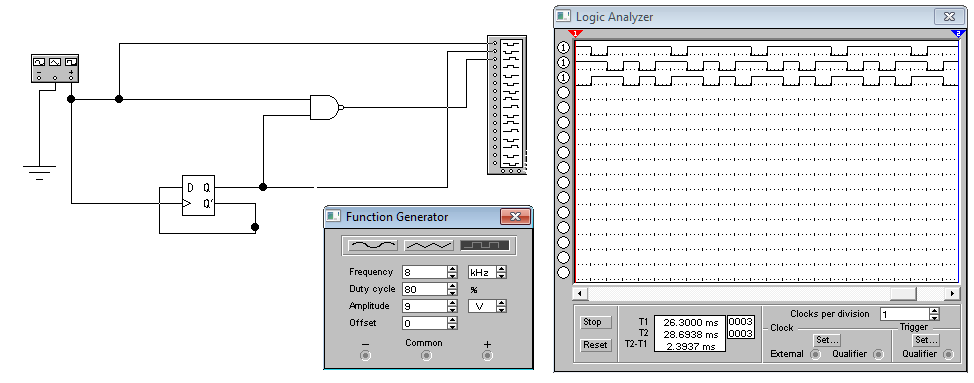 Logic Analyzer
1
2
1
1
1
D Q
Q'
Function Generator
Frequency 8 kHz
Duty cycle 80 %
Amplitude 9 V
Offset 0
− Common +
Clocks per division 1
Stop
Reset
T1 26.3000 ms 0003
T2 28.6938 ms 0003
T2-T1 2.3937 ms
Clock
Set...
External Qualifier
Trigger
Set...
Qualifier